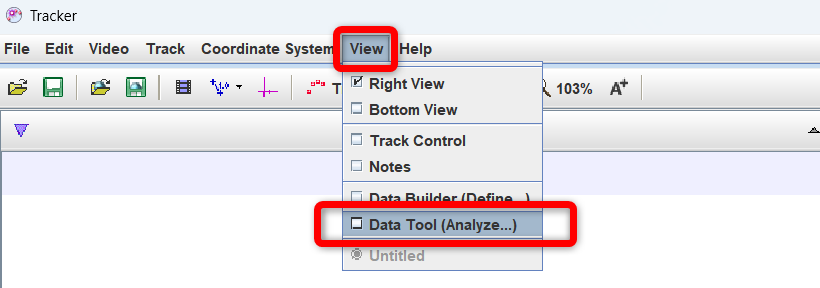 Tracker
File Edit Video Track Coordinate System View Help
T 103% A+
Right View
Bottom View
Track Control
Notes
Data Builder (Define...)
Data Tool (Analyze...)
Untitled